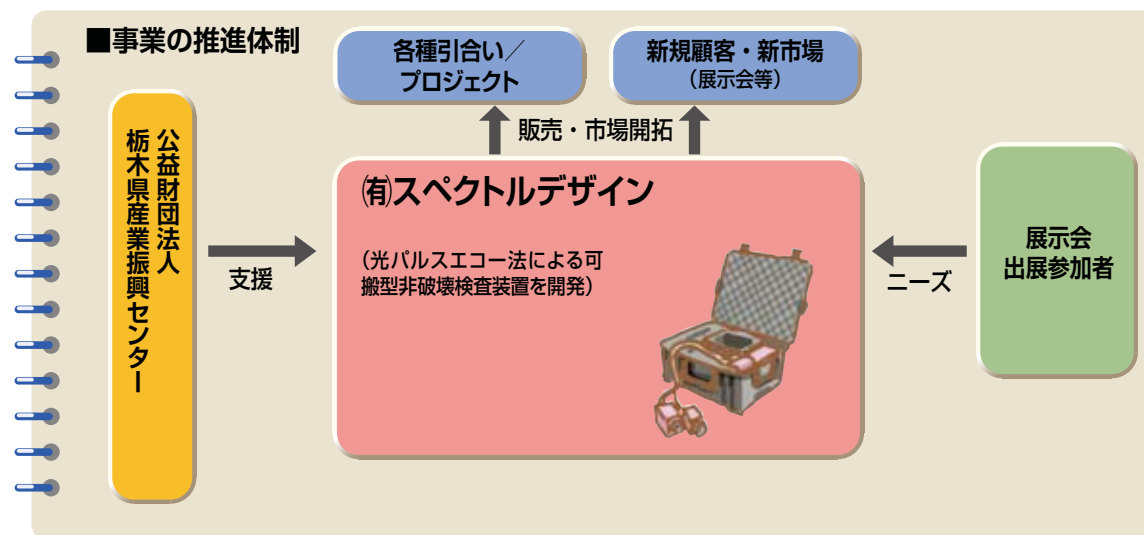 ■事業の推進体制
各種引合い／
プロジェクト
新規顧客・新市場
（展示会等）
販売・市場開拓
公益財団法人
栃木県産業振興センター
支援
㈲スペクトルデザイン
（光パルスエコー法による可
搬型非破壊検査装置を開発）
ニーズ
展示会
出展参加者